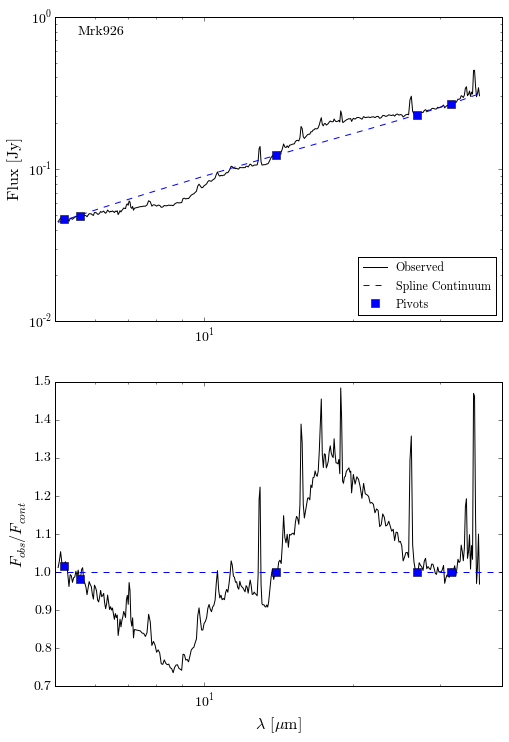 10^0
Mrk926
Flux [Jy]
10^-1
Observed
Spline Continuum
Pivots
10^-2
10^1
1.5
1.4
1.3
1.2
1.1
F_obs/F_cont
1.0
0.9
0.8
0.7
10^1
λ [μm]